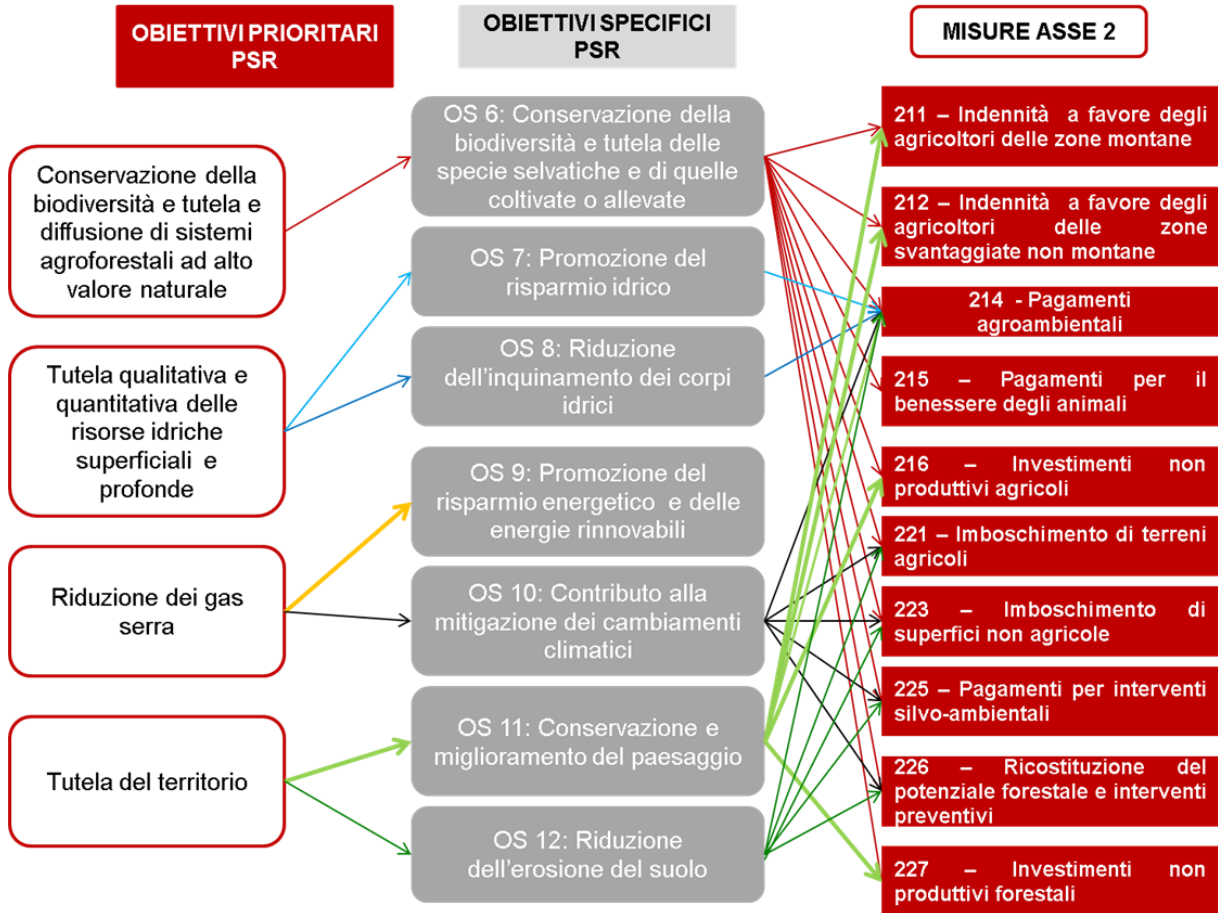 OBIETTIVI PRIORITARI
PSR
Conservazione della
biodiversità e tutela e
diffusione di sistemi
agroforestali ad alto
valore naturale
Tutela qualitativa e
quantitativa delle
risorse idriche
superficiali e
profonde
Riduzione dei gas
serra
Tutela del territorio
OBIETTIVI SPECIFICI
PSR
OS 6: Conservazione della
biodiversità e tutela delle
specie selvatiche e di quelle
coltivate o allevate
OS 7: Promozione del
risparmio idrico
OS 8: Riduzione
dell'inquinamento dei corpi
idrici
OS 9: Promozione del
risparmio energetico e delle
energie rinnovabili
OS 10: Contributo alla
mitigazione dei cambiamenti
climatici
OS 11: Conservazione e
miglioramento del paesaggio
OS 12: Riduzione
dell'erosione del suolo
MISURE ASSE 2
211 – Indennità a favore degli
agricoltori delle zone montane
212 – Indennità a favore degli
agricoltori delle zone
svantaggiate non montane
214 - Pagamenti
agroambientali
215 – Pagamenti per il
benessere degli animali
216 – Investimenti non
produttivi agricoli
221 – Imboschimento di terreni
agricoli
223 – Imboschimento di
superfici non agricole
225 – Pagamenti per interventi
silvo-ambientali
226 – Ricostituzione del
potenziale forestale e interventi
preventivi
227 – Investimenti non
produttivi forestali